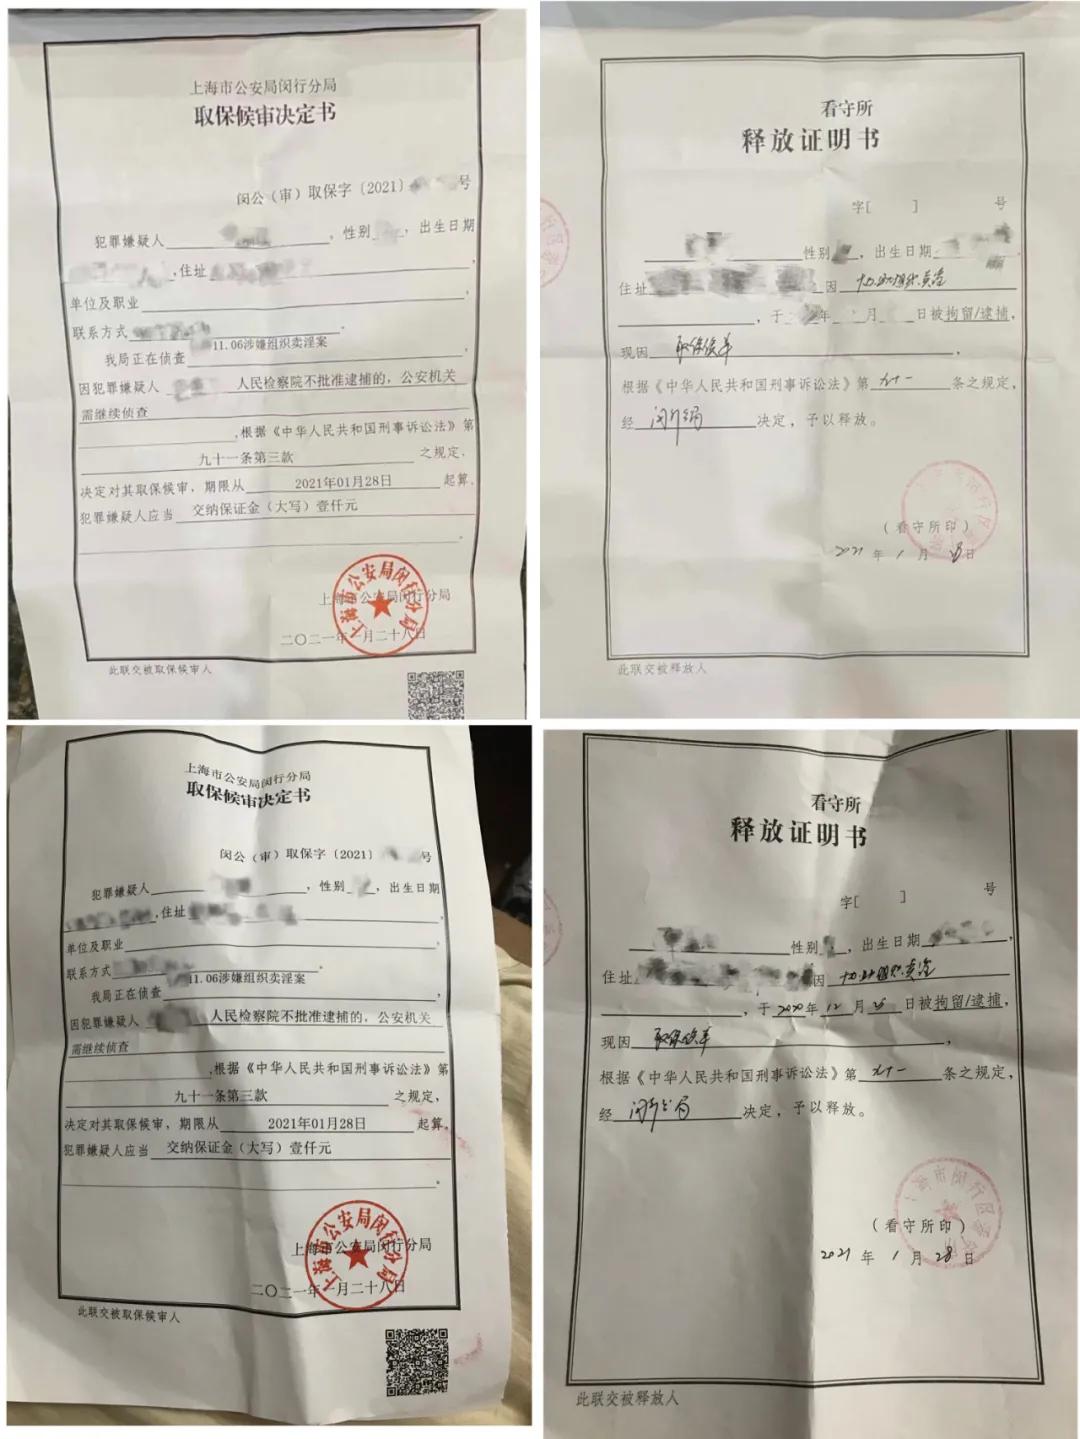 上海市公安局闵行分局
取保候审决定书
闵公（审）取保字〔2021〕 号
犯罪嫌疑人 ，性别 ，出生日期
，住址 ，
单位及职业 ，
联系方式 。
我局正在侦查 11.06涉嫌组织卖淫案 ，
因犯罪嫌疑人 人民检察院不批准逮捕的，公安机关
需继续侦查
,根据《中华人民共和国刑事诉讼法》第
九十一条第三款 之规定，
决定对其取保候审，期限从 2021年01月28日 起算。
犯罪嫌疑人应当 交纳保证金（大写）壹仟元
。
上海市公安局闵行分局
二〇二一年一月二十八日
此联交被取保候审人
看守所
释放证明书
字[ ] 号
性别 ，出生日期 ，
住址 因 协助组织卖淫
，于 年 月 日被拘留/逮捕，
现因 取保候审 ，
根据《中华人民共和国刑事诉讼法》第 九十一 条之规定，
经 闵行分局 决定，予以释放。
（看守所印）
2021 年 1 月 28 日
此联交被释放人
上海市公安局闵行分局
取保候审决定书
闵公（审）取保字〔2021〕 号
犯罪嫌疑人 ，性别 ，出生日期
，住址 ，
单位及职业 ，
联系方式 。
我局正在侦查 11.06涉嫌组织卖淫案 ，
因犯罪嫌疑人 人民检察院不批准逮捕的，公安机关
需继续侦查
,根据《中华人民共和国刑事诉讼法》第
九十一条第三款 之规定，
决定对其取保候审，期限从 2021年01月28日 起算。
犯罪嫌疑人应当 交纳保证金（大写）壹仟元
。
上海市公安局闵行分局
二〇二一年一月二十八日
此联交被取保候审人
看守所
释放证明书
字[ ] 号
性别 ，出生日期 ，
住址 因 协助组织卖淫
，于 2020 年 12 月 日被拘留/逮捕，
现因 取保候审 ，
根据《中华人民共和国刑事诉讼法》第 九十一 条之规定，
经 闵行分局 决定，予以释放。
（看守所印）
2021 年 1 月 28 日
此联交被释放人